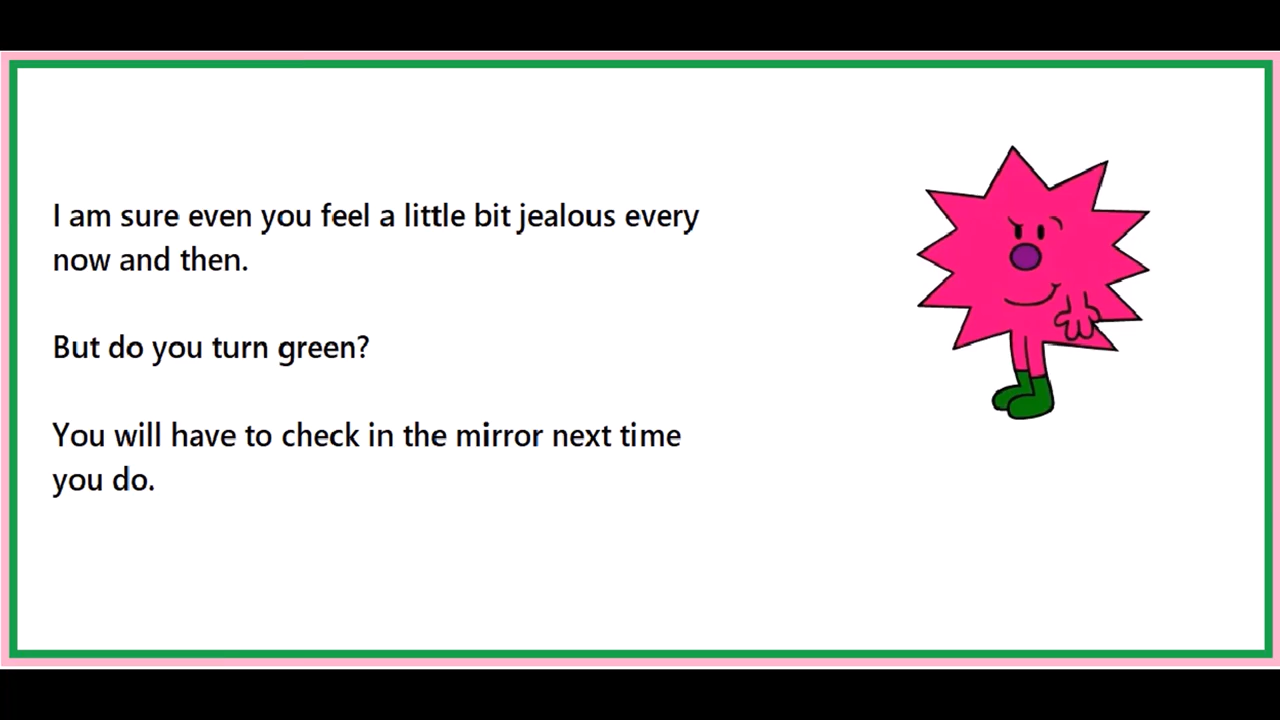 I am sure even you feel a little bit jealous every
now and then.
But do you turn green?
You will have to check in the mirror next time
you do.